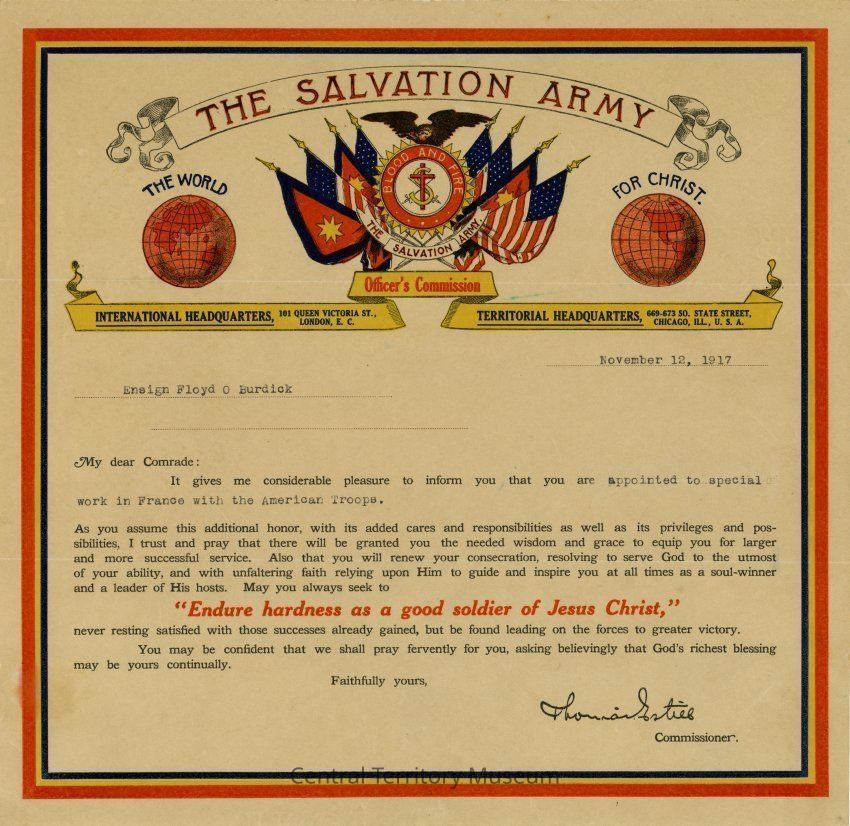 THE SALVATION ARMY
THE WORLD
FOR CHRIST.
BLOOD AND FIRE
THE SALVATION ARMY.
Officer's Commission
INTERNATIONAL HEADQUARTERS, 101 QUEEN VICTORIA ST.,
LONDON, E. C.
TERRITORIAL HEADQUARTERS, 669-673 SO. STATE STREET,
CHICAGO, ILL., U. S. A.
November 12, 1917
Ensign Floyd O Burdick
My dear Comrade:
It gives me considerable pleasure to inform you that you are appointed to special
work in France with the American Troops.
As you assume this additional honor, with its added cares and responsibilities as well as its privileges and pos-
sibilities, I trust and pray that there will be granted you the needed wisdom and grace to equip you for larger
and more successful service. Also that you will renew your consecration, resolving to serve God to the utmost
of your ability, and with unfaltering faith relying upon Him to guide and inspire you at all times as a soul-winner
and a leader of His hosts. May you always seek to
"Endure hardness as a good soldier of Jesus Christ,"
never resting satisfied with those successes already gained, but be found leading on the forces to greater victory.
You may be confident that we shall pray fervently for you, asking believingly that God's richest blessing
may be yours continually.
Faithfully yours,
Thomas Estill
Commissioner.
Central Territory Museum